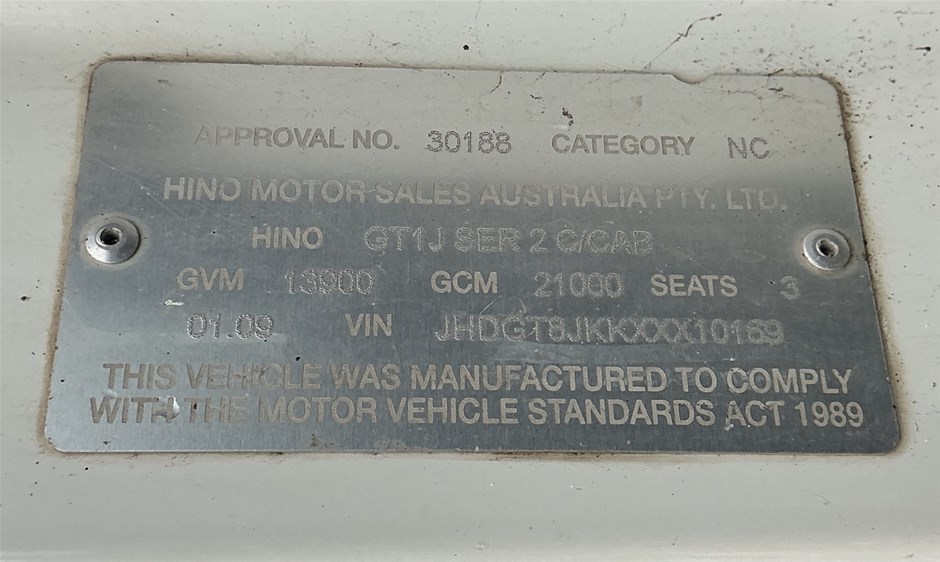 APPROVAL NO. 30188 CATEGORY NC
HINO MOTOR SALES AUSTRALIA PTY. LTD.
HINO GT1J SER 2 C/CAB
GVM 13900 GCM 21000 SEATS 3
01.09 VIN JHDGT8JKKXXX10169
THIS VEHICLE WAS MANUFACTURED TO COMPLY
WITH THE MOTOR VEHICLE STANDARDS ACT 1989